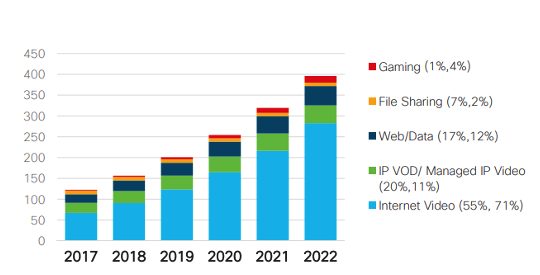 450
400
350
300
250
200
150
100
50
0
2017 2018 2019 2020 2021 2022
Gaming (1%,4%)
File Sharing (7%,2%)
Web/Data (17%,12%)
IP VOD/ Managed IP Video
(20%,11%)
Internet Video (55%, 71%)